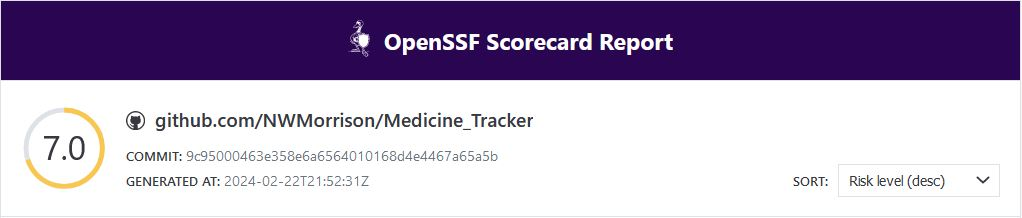 OpenSSF Scorecard Report
7.0
github.com/NWMorrison/Medicine_Tracker
COMMIT: 9c95000463e358e6a6564010168d4e4467a65a5b
GENERATED AT: 2024-02-22T21:52:31Z
SORT: Risk level (desc)